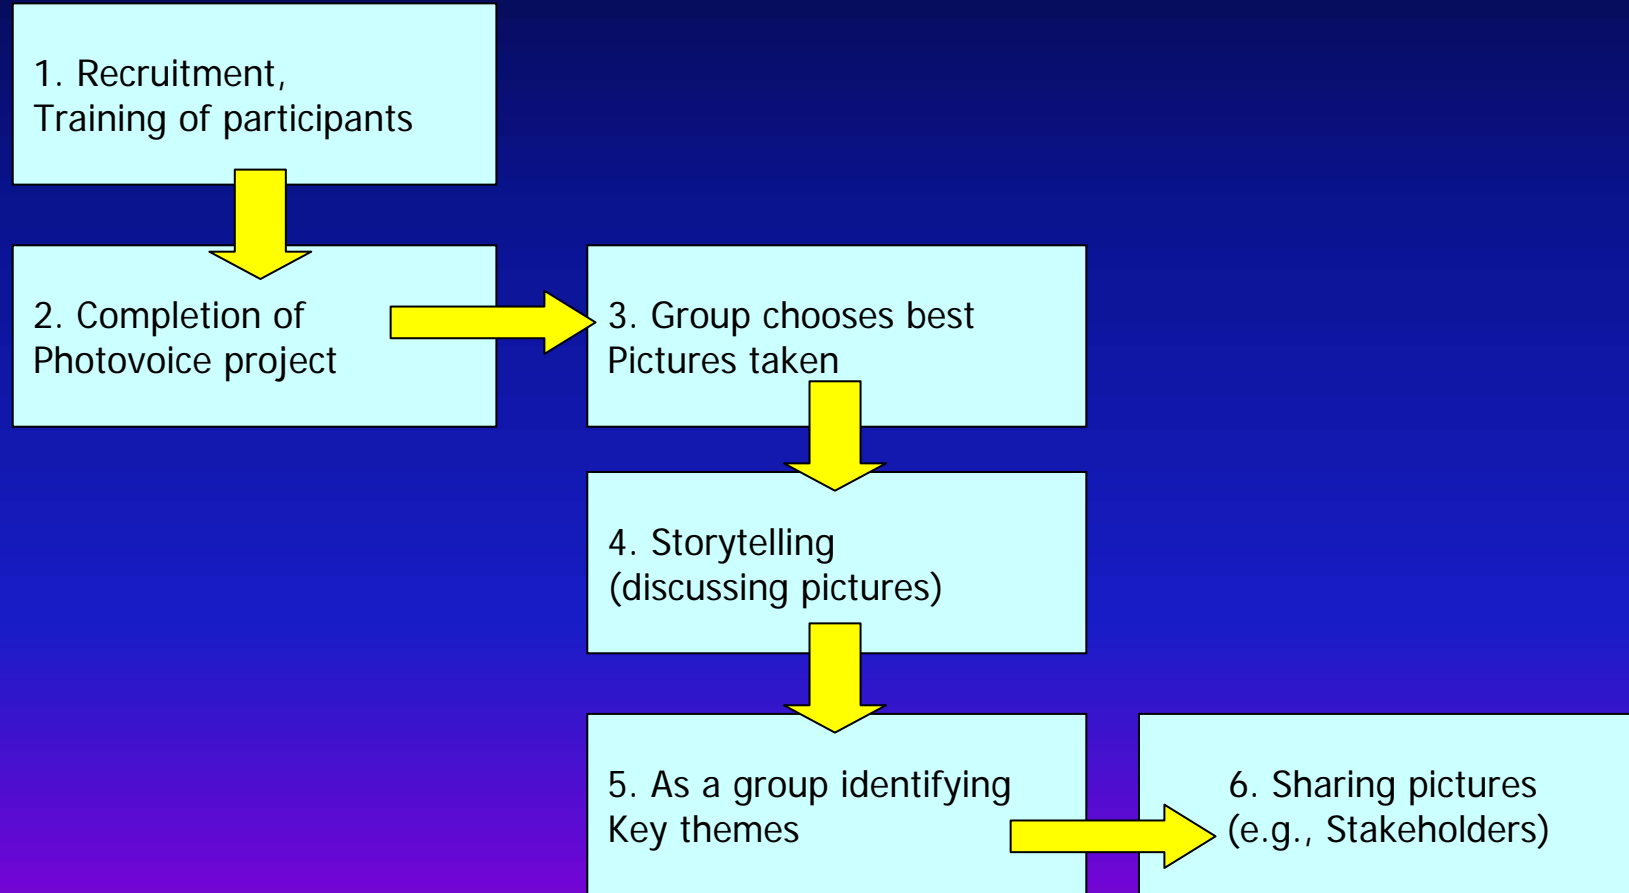 1. Recruitment,
Training of participants
2. Completion of
Photovoice project
3. Group chooses best
Pictures taken
4. Storytelling
(discussing pictures)
5. As a group identifying
Key themes
6. Sharing pictures
(e.g., Stakeholders)